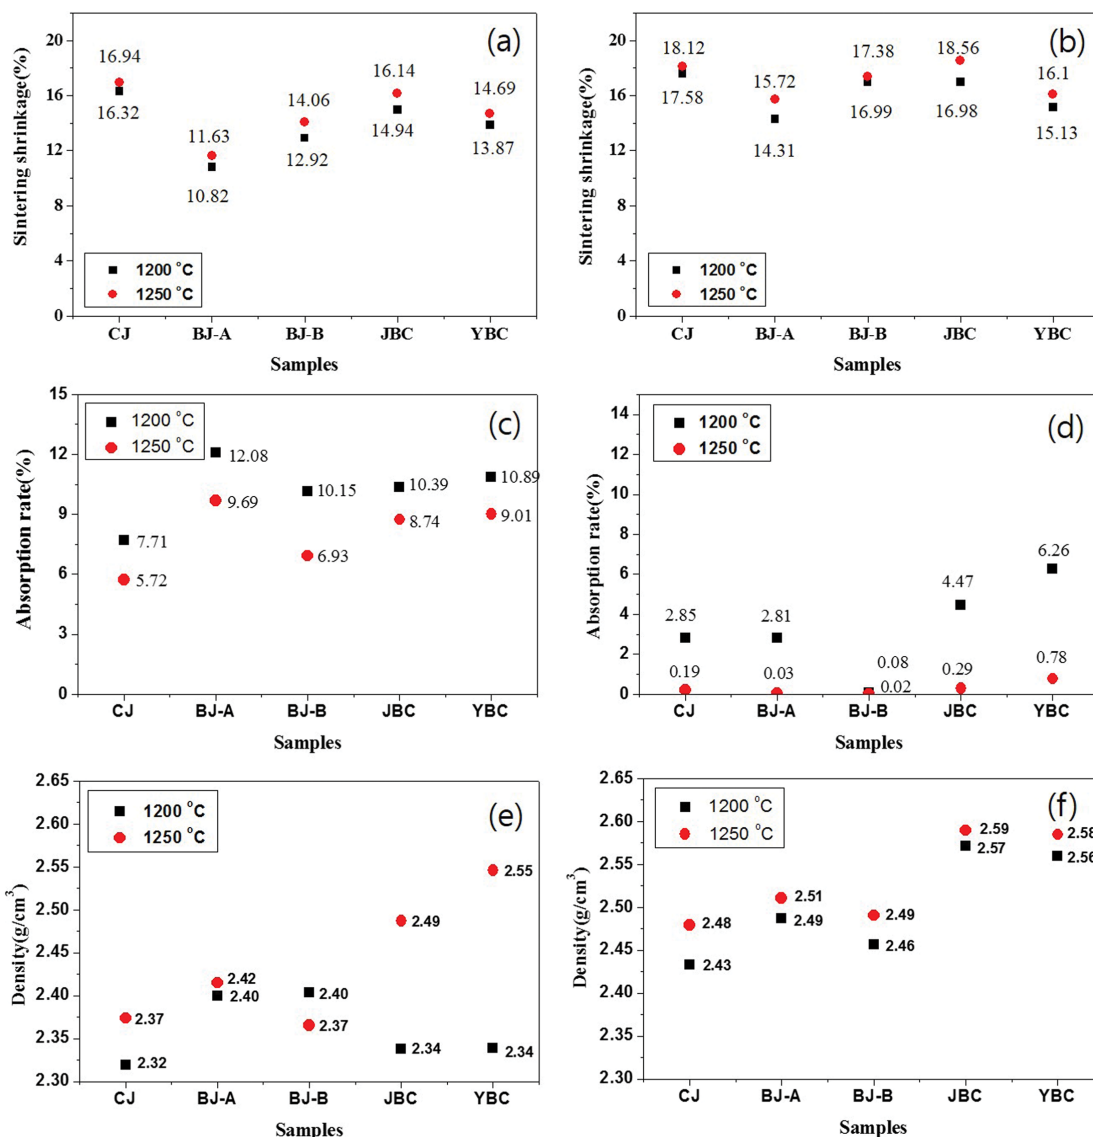 (a)
Sintering shrinkage(%)
20
16
12
8
4
0
16.94
16.32
11.63
10.82
14.06
12.92
16.14
14.94
14.69
13.87
1200 °C
1250 °C
CJ BJ-A BJ-B JBC YBC
Samples
(b)
Sintering shrinkage(%)
20
16
12
8
4
0
18.12
17.58
15.72
14.31
17.38
16.99
18.56
16.98
16.1
15.13
1200 °C
1250 °C
CJ BJ-A BJ-B JBC YBC
Samples
(c)
Absorption rate(%)
15
12
9
6
3
0
1200 °C
1250 °C
7.71
5.72
12.08
9.69
10.15
6.93
10.39
8.74
10.89
9.01
CJ BJ-A BJ-B JBC YBC
Samples
(d)
Absorption rate(%)
14
12
10
8
6
4
2
0
1200 °C
1250 °C
2.85
0.19
2.81
0.03
0.08
0.02
4.47
0.29
6.26
0.78
CJ BJ-A BJ-B JBC YBC
Samples
(e)
Density(g/cm³)
2.65
2.60
2.55
2.50
2.45
2.40
2.35
2.30
1200 °C
1250 °C
2.37
2.32
2.42
2.40
2.40
2.37
2.49
2.34
2.55
2.34
CJ BJ-A BJ-B JBC YBC
Samples
(f)
Density(g/cm³)
2.65
2.60
2.55
2.50
2.45
2.40
2.35
2.30
1200 °C
1250 °C
2.48
2.43
2.51
2.49
2.49
2.46
2.59
2.57
2.58
2.56
CJ BJ-A BJ-B JBC YBC
Samples